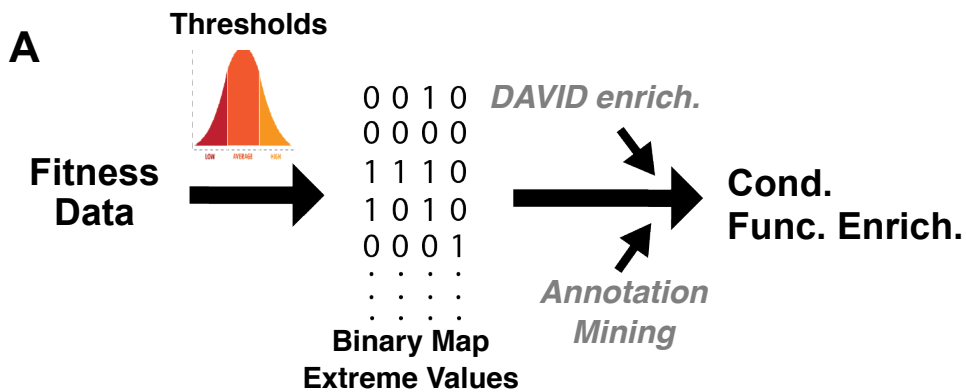 A
Thresholds
LOW AVERAGE HIGH
Fitness
Data
0 0 1 0
0 0 0 0
1 1 1 0
1 0 1 0
0 0 0 1
. . . .
. . . .
. . . .
Binary Map
Extreme Values
DAVID enrich.
Annotation
Mining
Cond.
Func. Enrich.